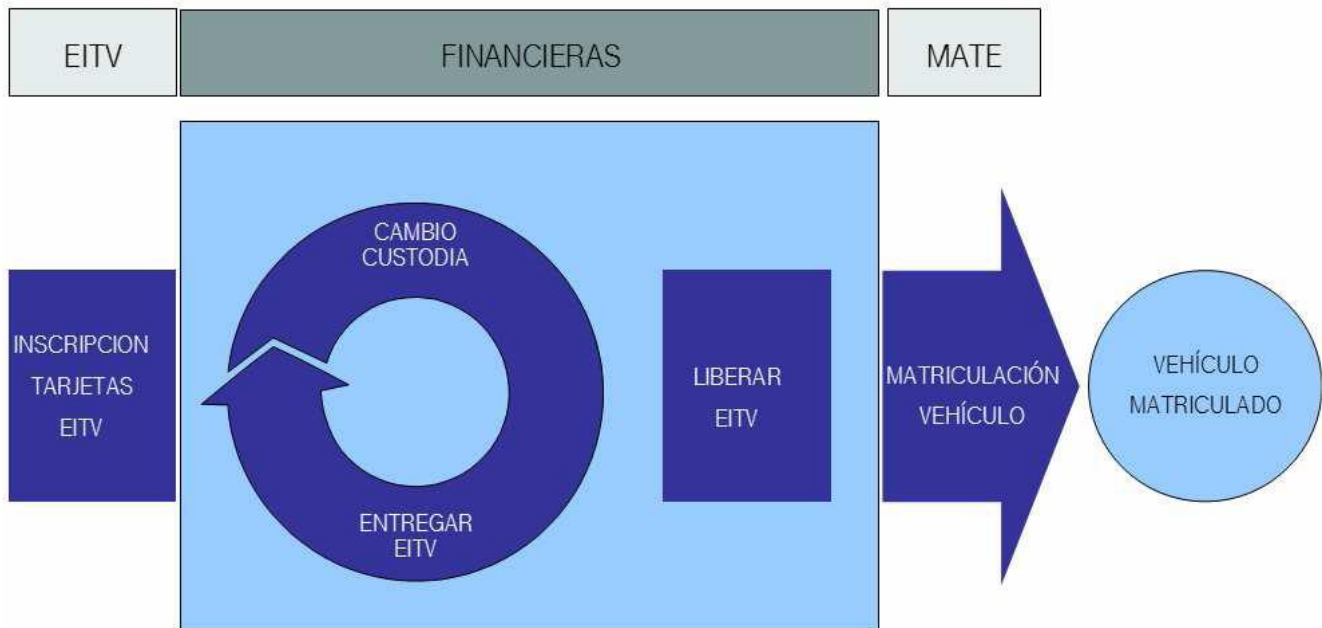 EITV
FINANCIERAS
MATE
INSCRIPCION
TARJETAS
EITV
CAMBIO
CUSTODIA
ENTREGAR
EITV
LIBERAR
EITV
MATRICULACIÓN
VEHÍCULO
VEHÍCULO
MATRICULADO